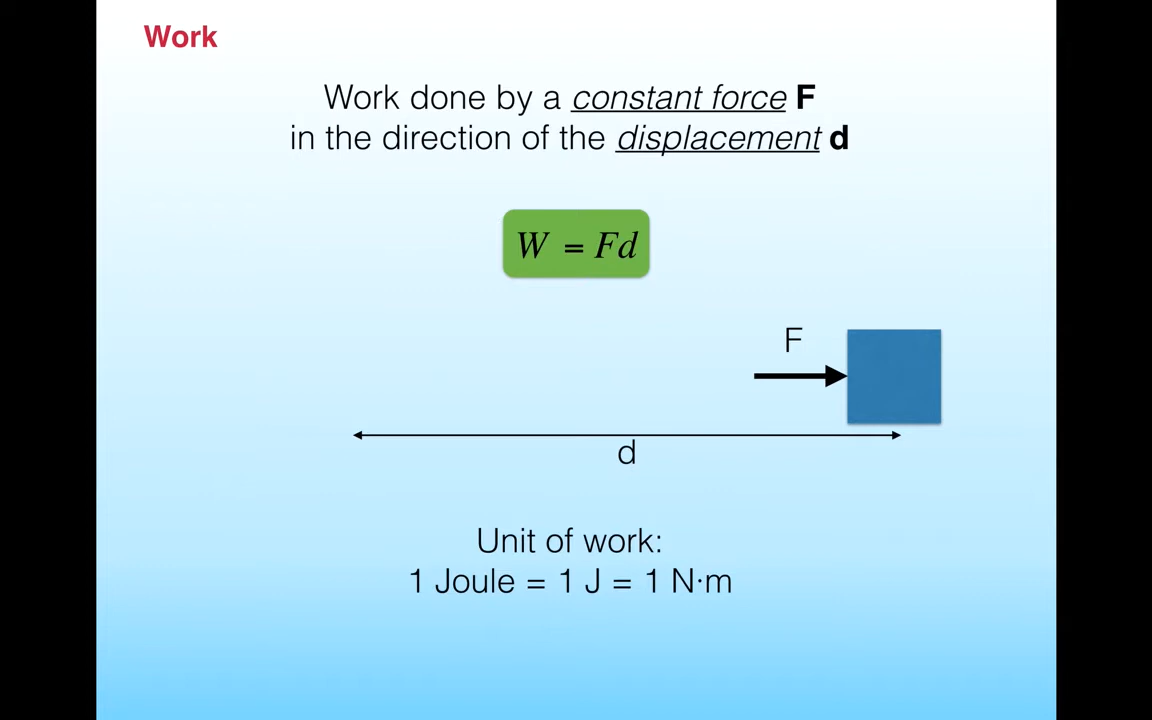 Work
Work done by a constant force F
in the direction of the displacement d
W = Fd
F
d
Unit of work:
1 Joule = 1 J = 1 N·m